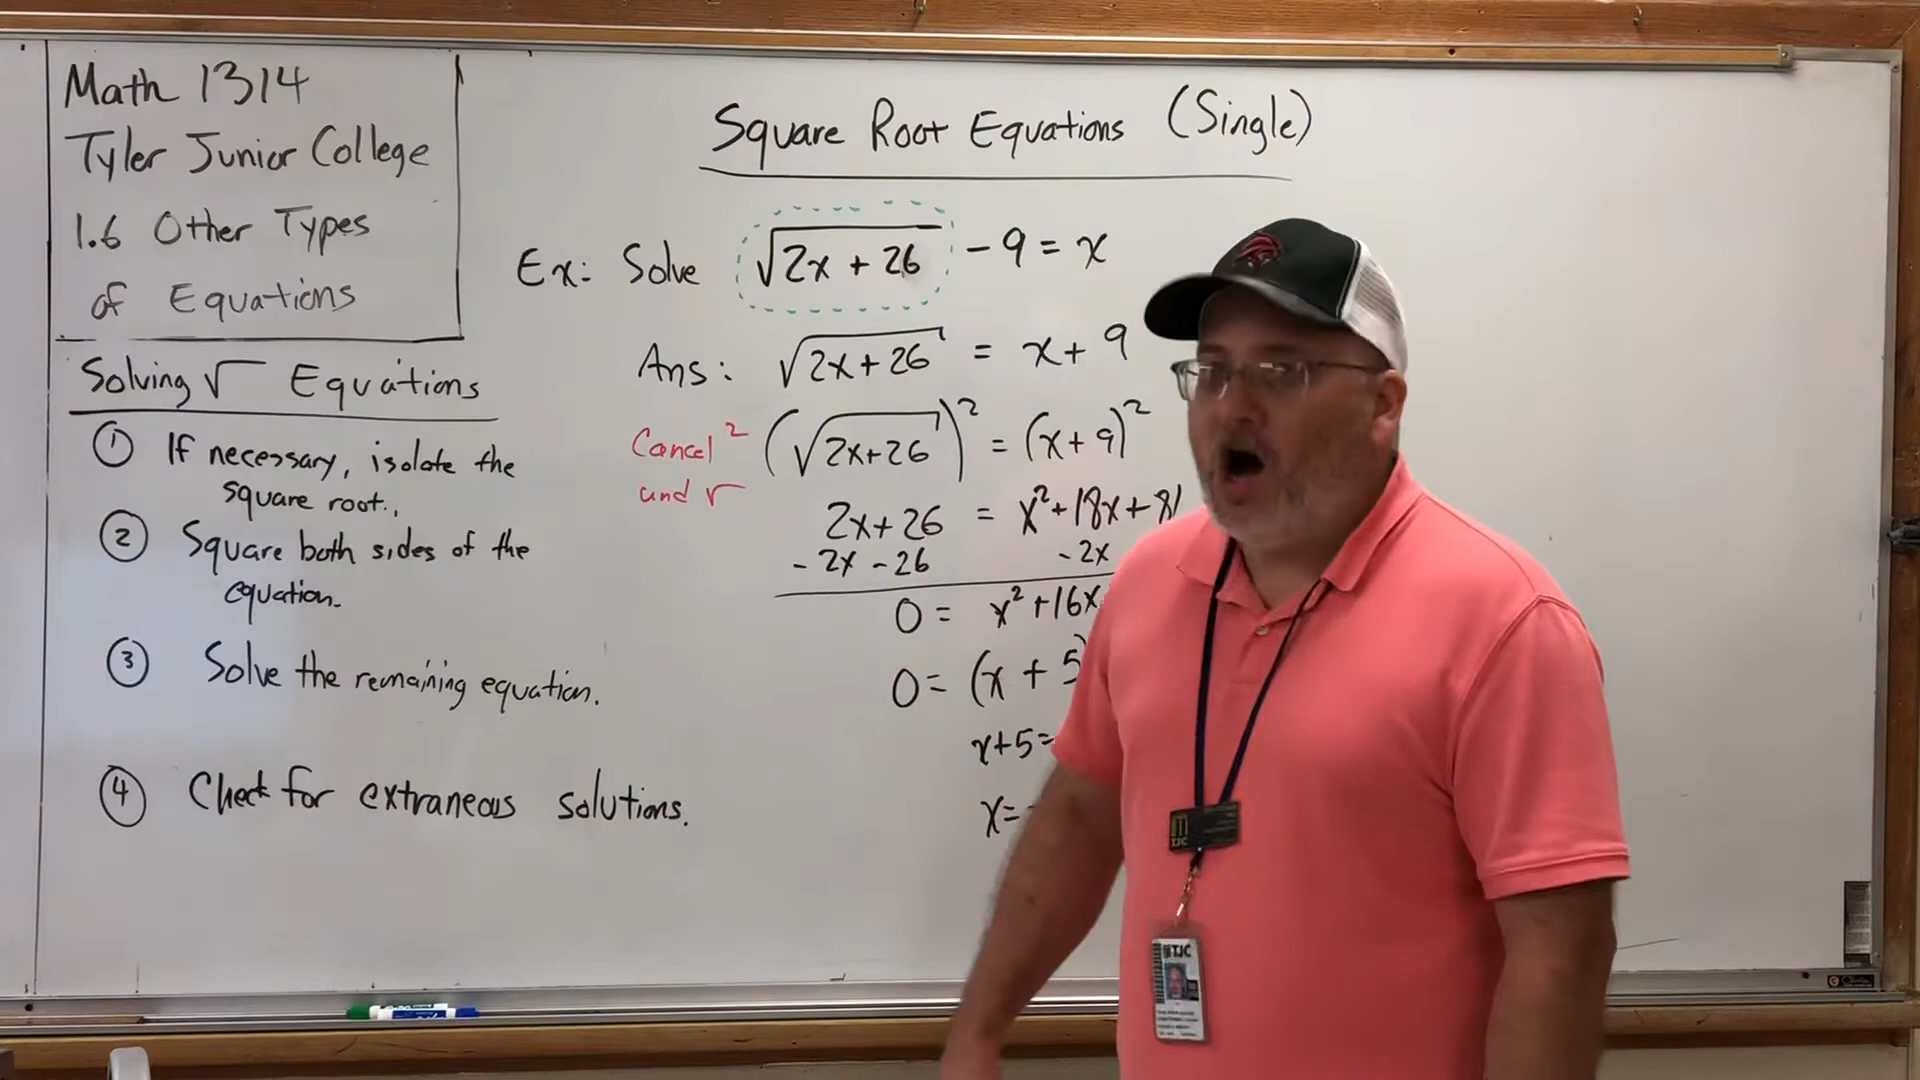 Math 1314
Tyler Junior College
1.6 Other Types
of Equations
Solving √ Equations
① If necessary, isolate the
square root.
② Square both sides of the
equation.
③ Solve the remaining equation.
④ Check for extraneous solutions.
Square Root Equations (Single)
Ex: Solve √(2x + 26) - 9 = x
Ans: √(2x + 26) = x + 9
Cancel ² and √
(√(2x+26))² = (x + 9)²
2x + 26 = x² + 18x + 81
- 2x - 26 - 2x
0 = x² + 16x
0 = (x + 5)
x+5=
x=
TJC
TJC